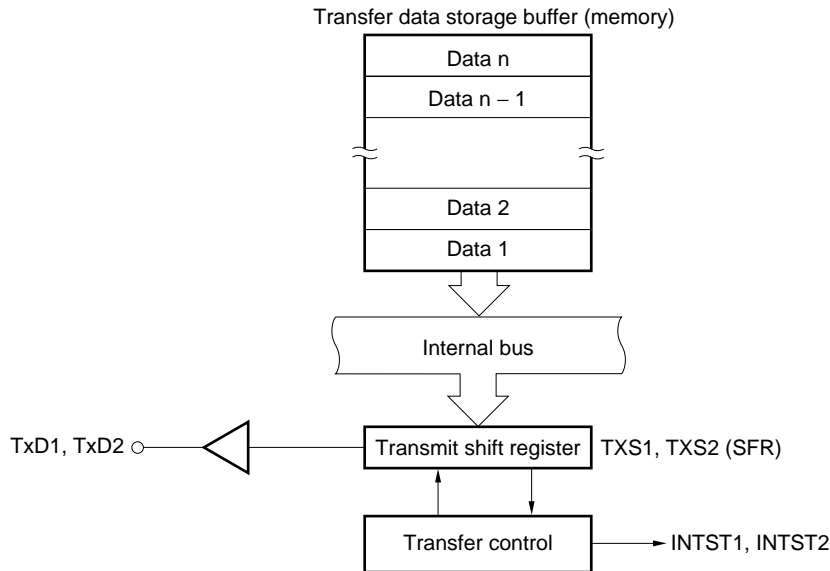 Transfer data storage buffer (memory)
Data n
Data n – 1
Data 2
Data 1
Internal bus
TxD1, TxD2
Transmit shift register
TXS1, TXS2 (SFR)
Transfer control
INTST1, INTST2